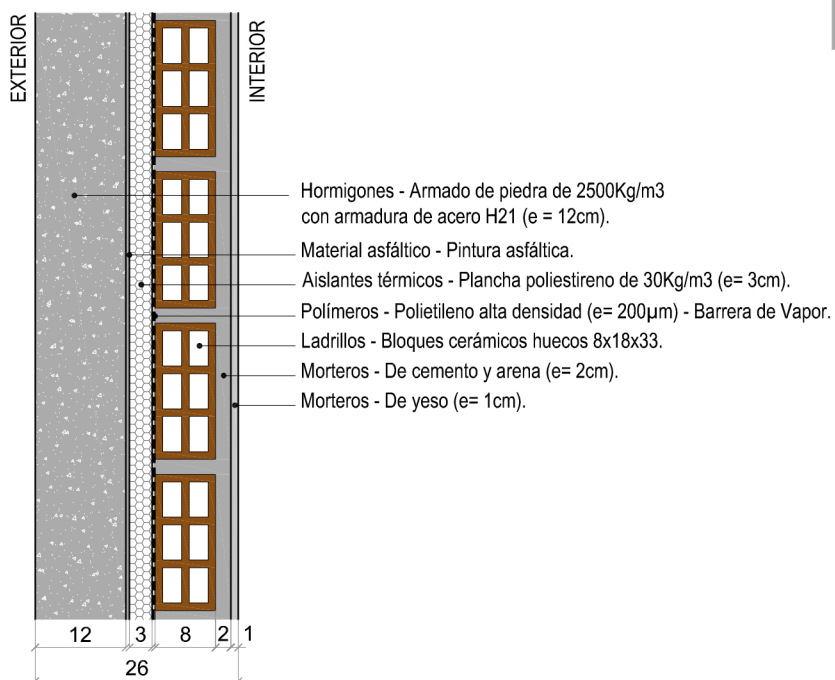 EXTERIOR
INTERIOR
Hormigones - Armado de piedra de 2500Kg/m3
con armadura de acero H21 (e = 12cm).
Material asfáltico - Pintura asfáltica.
Aislantes térmicos - Plancha poliestireno de 30Kg/m3 (e= 3cm).
Polímeros - Polietileno alta densidad (e= 200µm) - Barrera de Vapor.
Ladrillos - Bloques cerámicos huecos 8x18x33.
Morteros - De cemento y arena (e= 2cm).
Morteros - De yeso (e= 1cm).
12 3 8 2 1
26